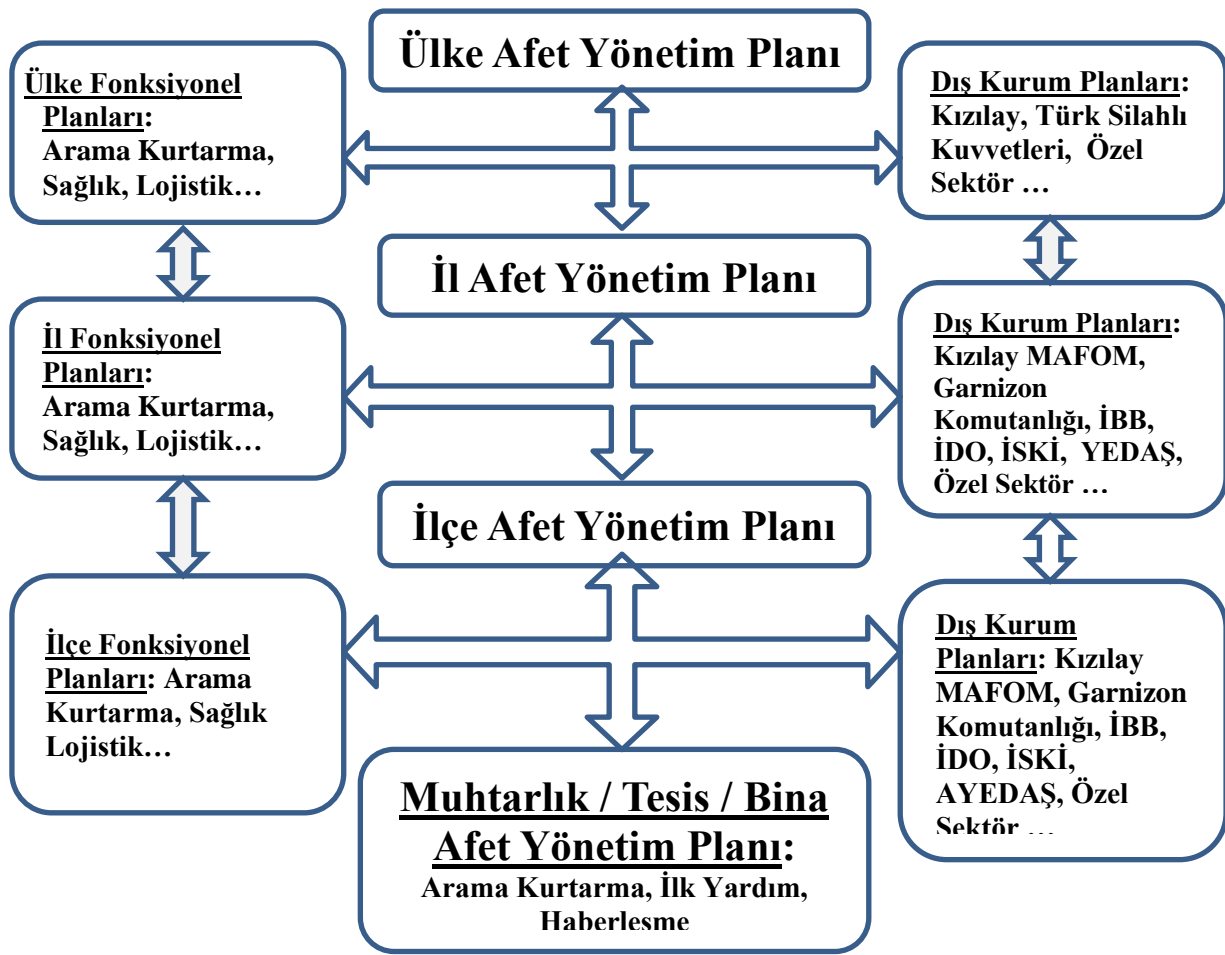 Ülke Afet Yönetim Planı
Ülke Fonksiyonel
Planları:
Arama Kurtarma,
Sağlık, Lojistik…
Dış Kurum Planları:
Kızılay, Türk Silahlı
Kuvvetleri, Özel
Sektör …
İl Afet Yönetim Planı
İl Fonksiyonel
Planları:
Arama Kurtarma,
Sağlık, Lojistik…
Dış Kurum Planları:
Kızılay MAFOM,
Garnizon
Komutanlığı, İBB,
İDO, İSKİ, YEDAŞ,
Özel Sektör …
İlçe Afet Yönetim Planı
İlçe Fonksiyonel
Planları: Arama
Kurtarma, Sağlık
Lojistik…
Dış Kurum
Planları: Kızılay
MAFOM, Garnizon
Komutanlığı, İBB,
İDO, İSKİ,
AYEDAŞ, Özel
Sektör …
Muhtarlık / Tesis / Bina
Afet Yönetim Planı:
Arama Kurtarma, İlk Yardım,
Haberleşme